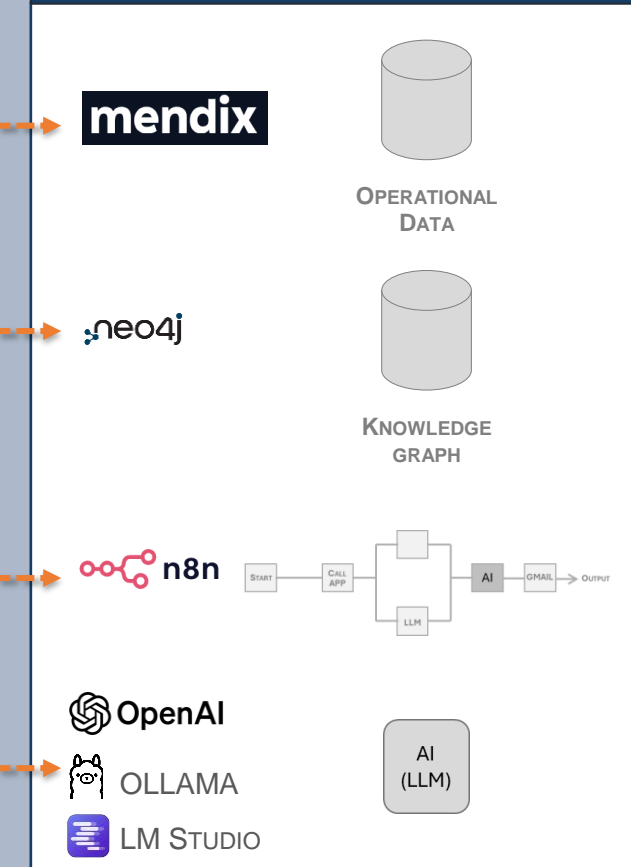 mendix
OPERATIONAL
DATA
neo4j
KNOWLEDGE
GRAPH
n8n
START
CALL
APP
LLM
AI
GMAIL
OUTPUT
OpenAI
OLLAMA
LM STUDIO
AI
(LLM)